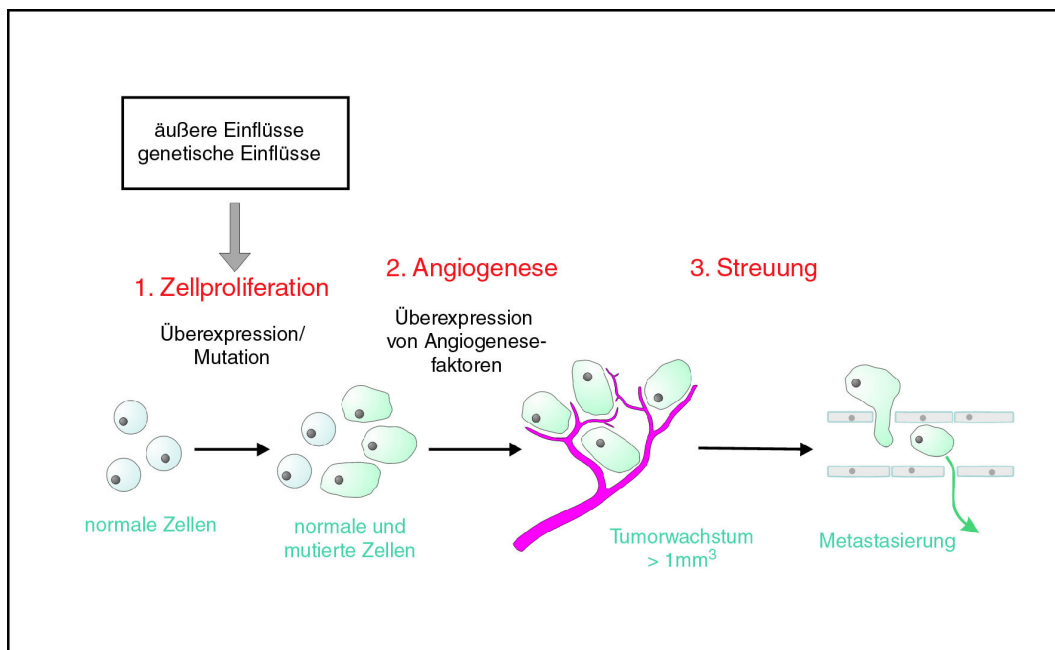 äußere Einflüsse
genetische Einflüsse
1. Zellproliferation
Überexpression/
Mutation
2. Angiogenese
Überexpression
von Angiogenese-
faktoren
3. Streuung
normale Zellen
normale und
mutierte Zellen
Tumorwachstum
> 1mm³
Metastasierung